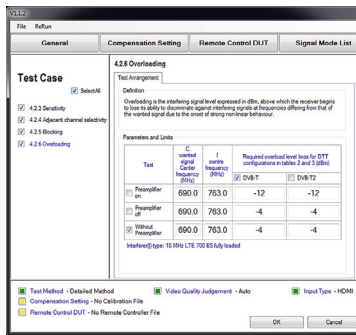 V3.1.2
File ReRun
General Compensation Setting Remote Control DUT Signal Mode List
Test Case
Select All
4.2.3 Sensitivity
4.2.4 Adjacent channel selectivity
4.2.5 Blocking
4.2.6 Overloading
4.2.6 Overloading
Test Arrangement
Definition
Overloading is the interfering signal level expressed in dBm, above which the receiver begins
to lose its ability to discriminate against interfering signals at frequencies differing from that of
the wanted signal due to the onset of strong non-linear behaviour.
Parameters and Limits
Test
C
wanted
signal
Center
frequency
(MHz)
I
centre
frequency
(MHz)
Required overload level Imax for DTT
configurations in tables 2 and 3 (dBm)
DVB-T DVB-T2
Preamplifier
on
690.0 763.0 -12 -12
Preamplifier
off
690.0 763.0 -4 -4
Without
Preamplifier
690.0 763.0 -4 -4
Interferer(I) type: 10 MHz LTE 700 BS fully loaded
Test Method - Detailed Method Video Quality Judgement - Auto Input Type - HDMI
Compensation Setting - No Calibration File
Remote Control DUT - No Remote Controller File
OK Cancel